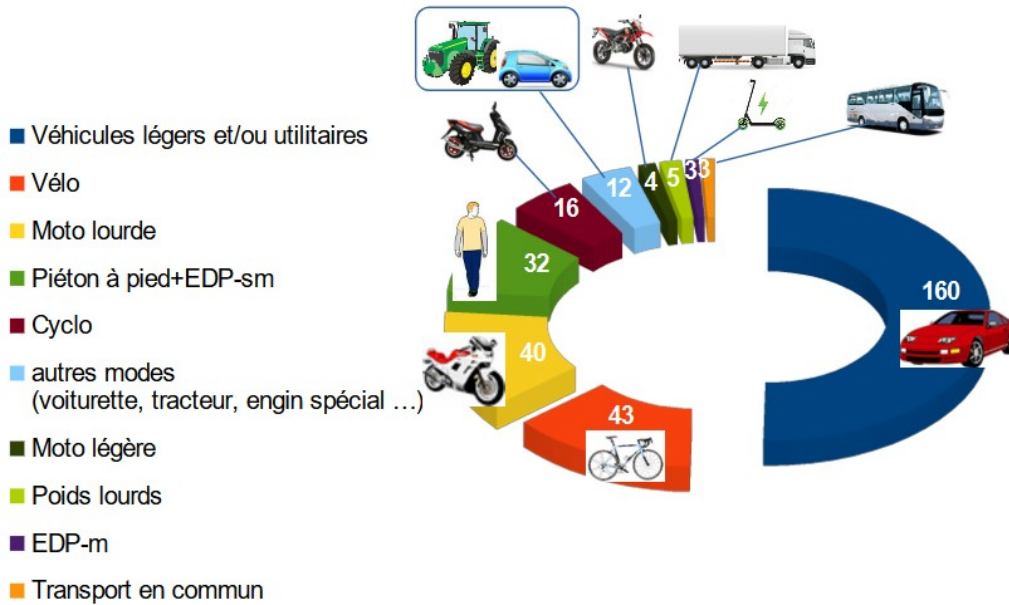 Véhicules légers et/ou utilitaires
Vélo
Moto lourde
Piéton à pied+EDP-sm
Cyclo
autres modes
(voiturette, tracteur, engin spécial …)
Moto légère
Poids lourds
EDP-m
Transport en commun
160
43
40
32
16
12
4
5
3
3